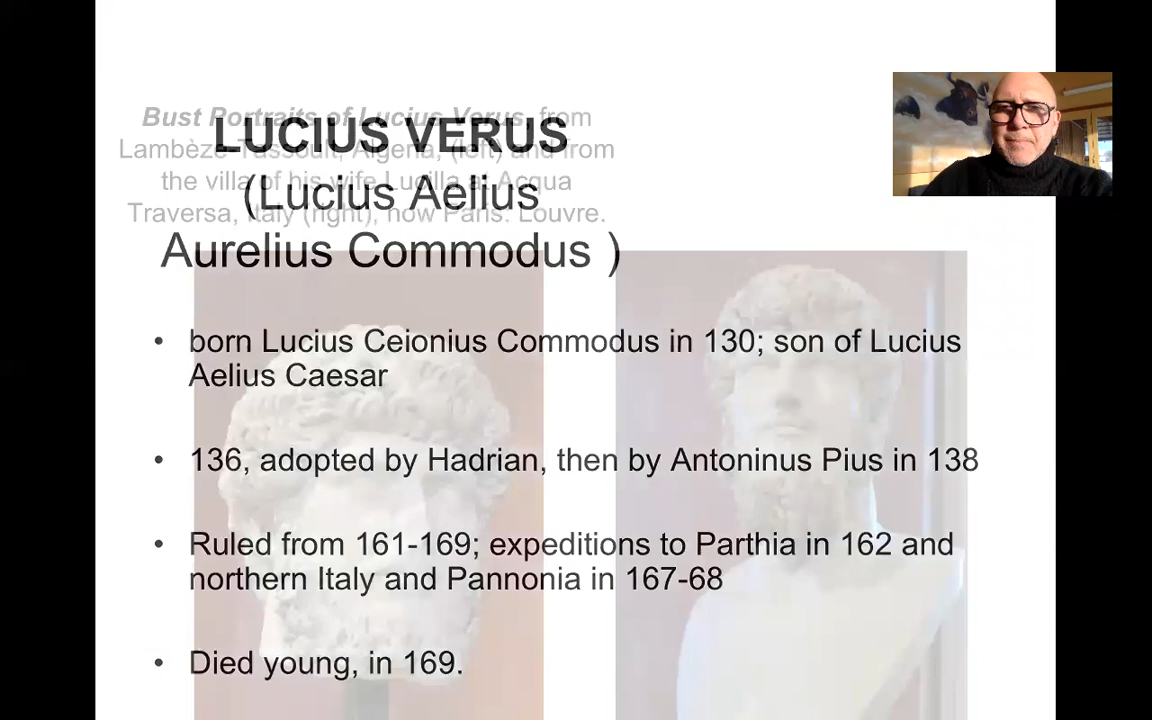 Bust Portraits of Lucius Verus, from
Lambèze-Tassoult, Algeria, (left) and from
the villa of his wife Lucilla at Acqua
Traversa, Italy (right), now Paris: Louvre.
LUCIUS VERUS
(Lucius Aelius
Aurelius Commodus )
• born Lucius Ceionius Commodus in 130; son of Lucius
Aelius Caesar
• 136, adopted by Hadrian, then by Antoninus Pius in 138
• Ruled from 161-169; expeditions to Parthia in 162 and
northern Italy and Pannonia in 167-68
• Died young, in 169.